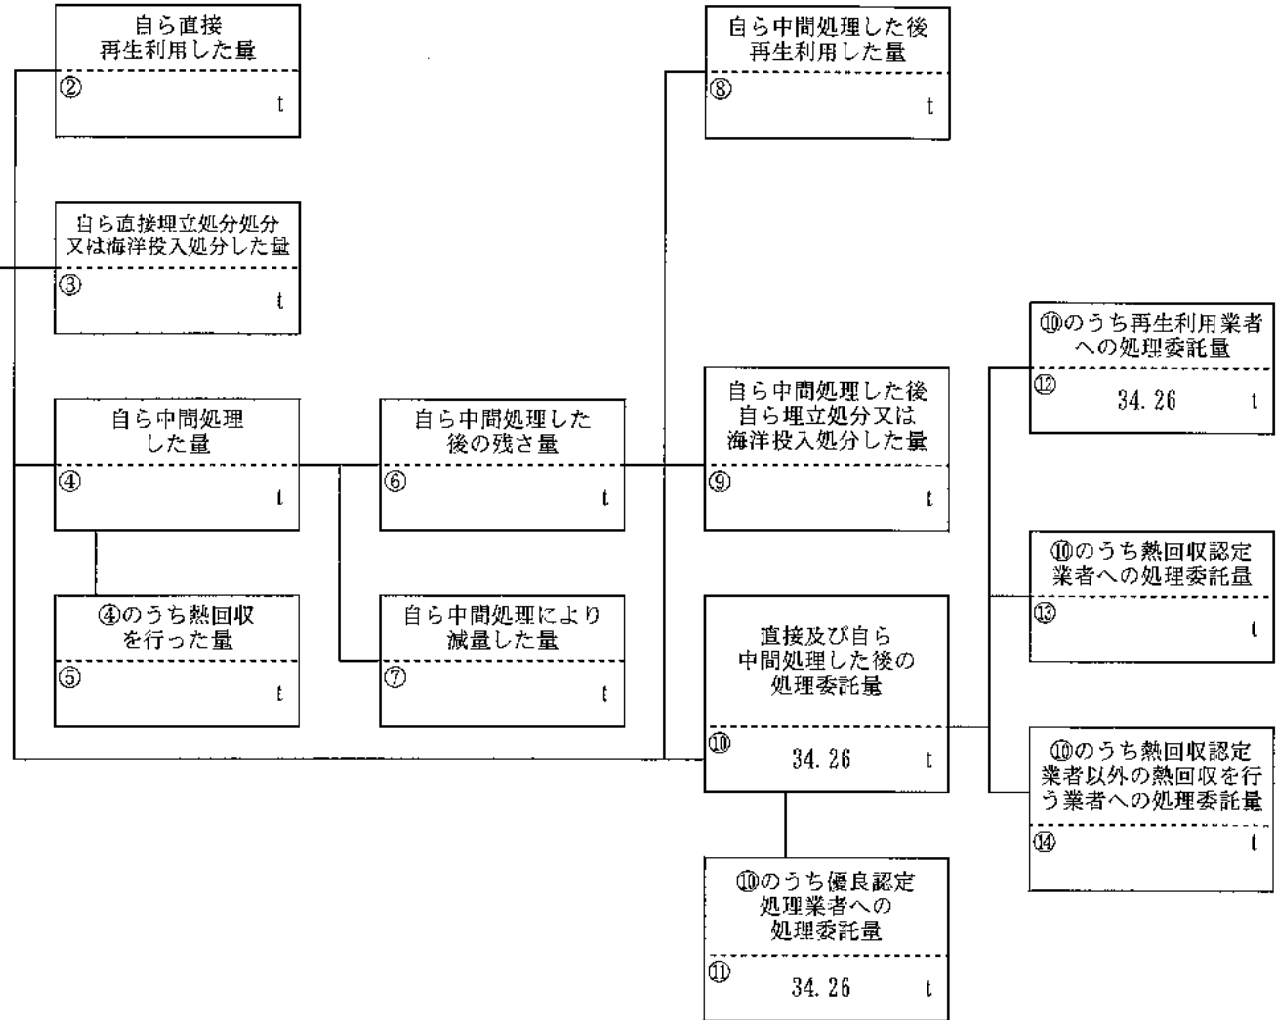 自ら直接
再生利用した量
②
t
自ら中間処理した後
再生利用した量
⑧
t
自ら直接埋立処分処分
又は海洋投入処分した量
③
t
⑩のうち再生利用業者
への処理委託量
⑫
34.26 t
自ら中間処理
した量
④
t
自ら中間処理した
後の残さ量
⑥
t
自ら中間処理した後
自ら埋立処分又は
海洋投入処分した量
⑨
t
⑩のうち熱回収認定
業者への処理委託量
⑬
t
④のうち熱回収
を行った量
⑤
t
自ら中間処理により
減量した量
⑦
t
直接及び自ら
中間処理した後の
処理委託量
⑩
34.26 t
⑩のうち熱回収認定
業者以外の熱回収を行
う業者への処理委託量
⑭
t
⑩のうち優良認定
処理業者への
処理委託量
⑪
34.26 t